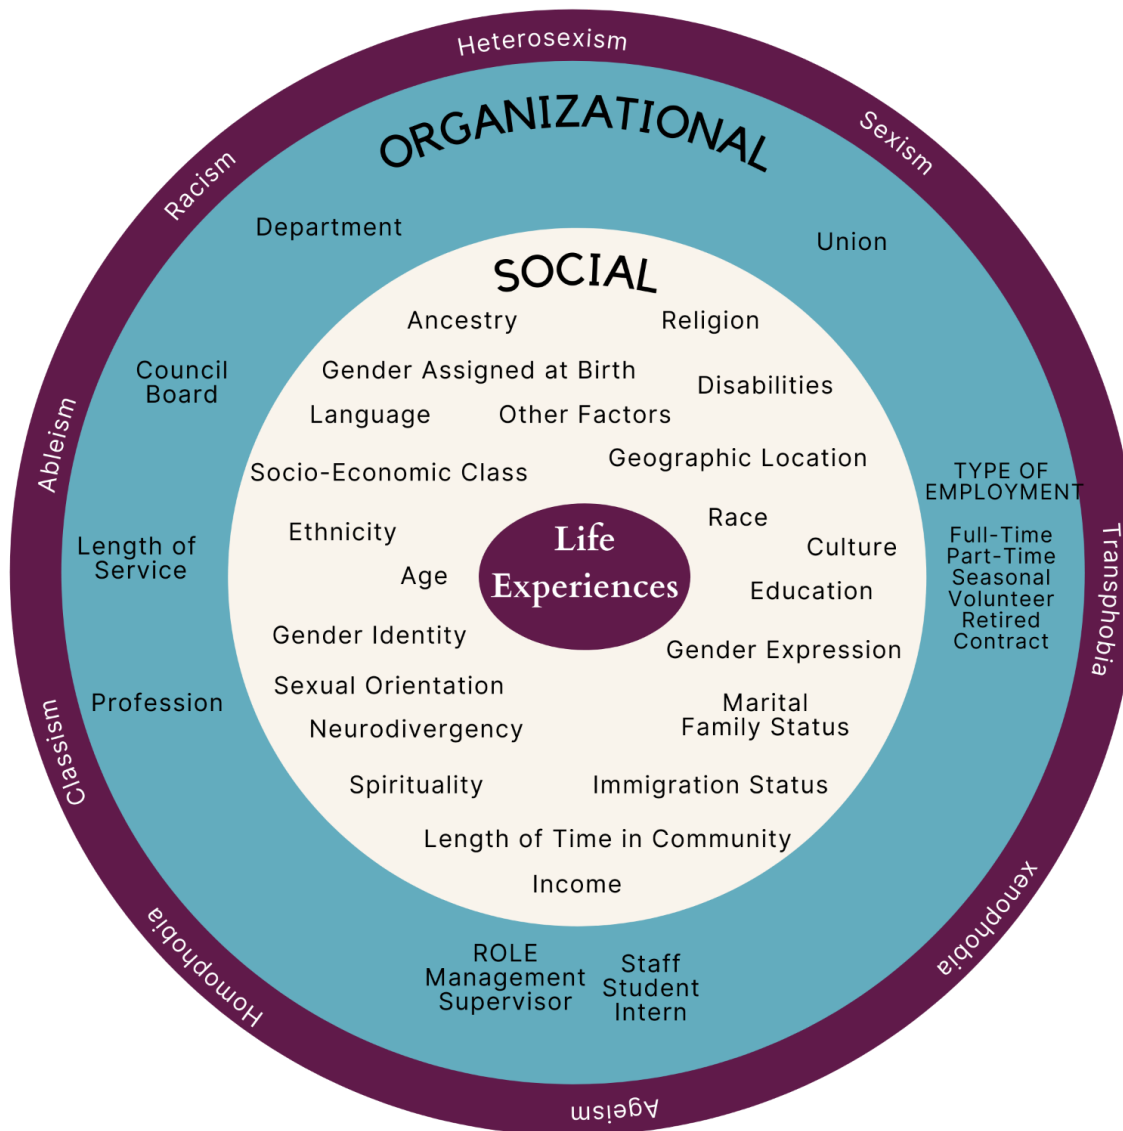 Heterosexism
Sexism
Transphobia
xenophobia
Ageism
Homophobia
Classism
Ableism
Racism
ORGANIZATIONAL
Department
Union
Council
Board
Length of
Service
Profession
TYPE OF
EMPLOYMENT
Full-Time
Part-Time
Seasonal
Volunteer
Retired
Contract
ROLE
Management
Supervisor
Staff
Student
Intern
SOCIAL
Ancestry
Religion
Gender Assigned at Birth
Disabilities
Language
Other Factors
Geographic Location
Socio-Economic Class
Race
Ethnicity
Culture
Age
Education
Gender Identity
Gender Expression
Sexual Orientation
Marital
Family Status
Neurodivergency
Spirituality
Immigration Status
Length of Time in Community
Income
Life
Experiences